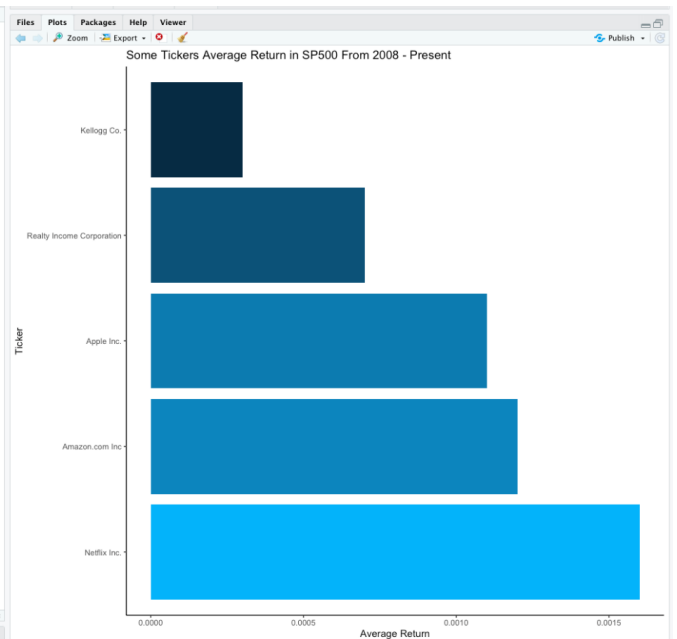 Files Plots Packages Help Viewer
Zoom Export Publish
Some Tickers Average Return in SP500 From 2008 - Present
Kellogg Co.
Realty Income Corporation
Apple Inc.
Ticker
Amazon.com Inc
Netflix Inc.
0.0000 0.0005 0.0010 0.0015
Average Return